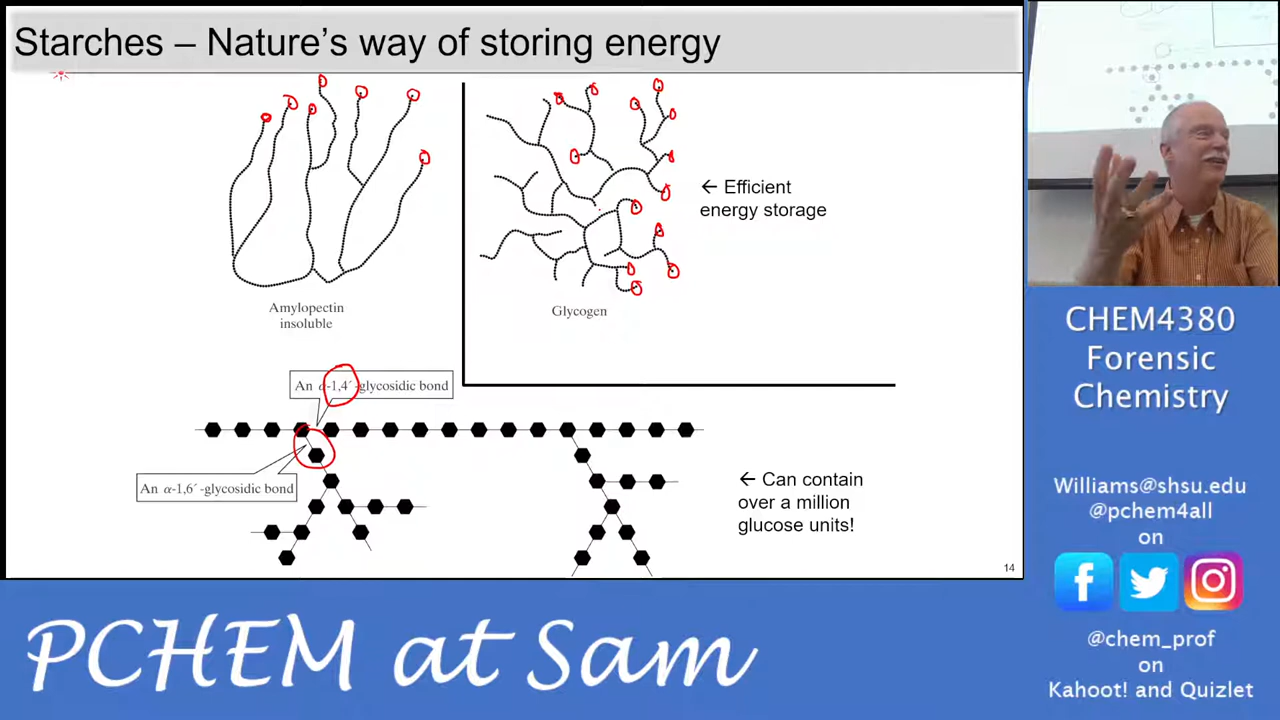 Starches – Nature's way of storing energy
Amylopectin
insoluble
Glycogen
← Efficient
energy storage
An α-1,4´-glycosidic bond
An α-1,6´-glycosidic bond
← Can contain
over a million
glucose units!
14
CHEM4380
Forensic
Chemistry
Williams@shsu.edu
@pchem4all
on
@chem_prof
on
Kahoot! and Quizlet
PCHEM at Sam